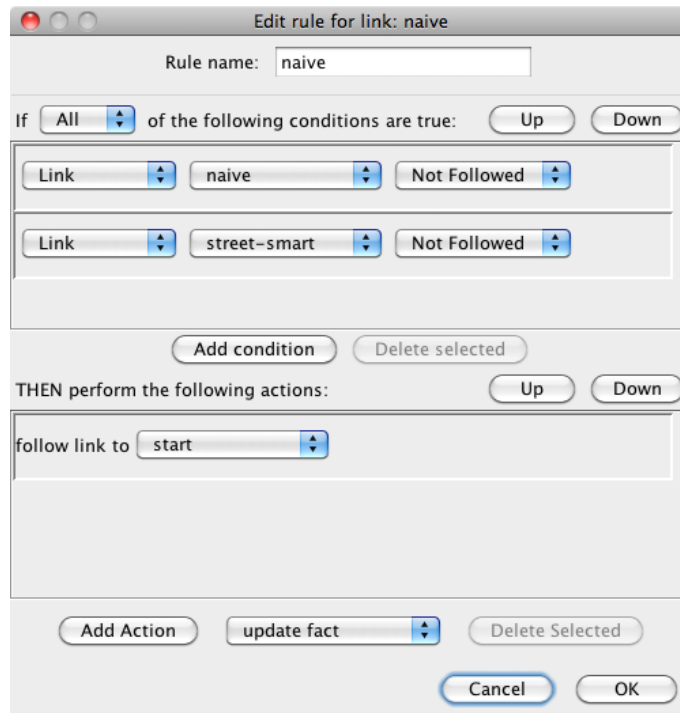 Edit rule for link: naive
Rule name: naive
If All of the following conditions are true: Up Down
Link naive Not Followed
Link street-smart Not Followed
Add condition Delete selected
THEN perform the following actions: Up Down
follow link to start
Add Action update fact Delete Selected
Cancel OK